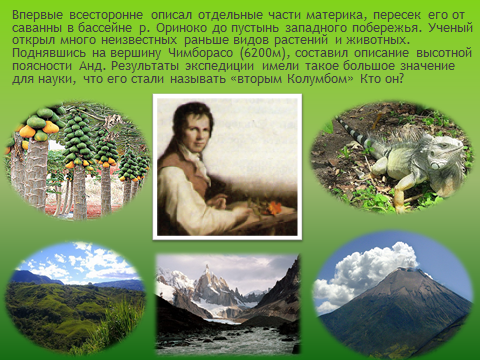 Впервые всесторонне описал отдельные части материка, пересек его от
саванны в бассейне р. Ориноко до пустынь западного побережья. Ученый
открыл много неизвестных раньше видов растений и животных.
Поднявшись на вершину Чимборасо (6200м), составил описание высотной
поясности Анд. Результаты экспедиции имели такое большое значение
для науки, что его стали называть «вторым Колумбом» Кто он?